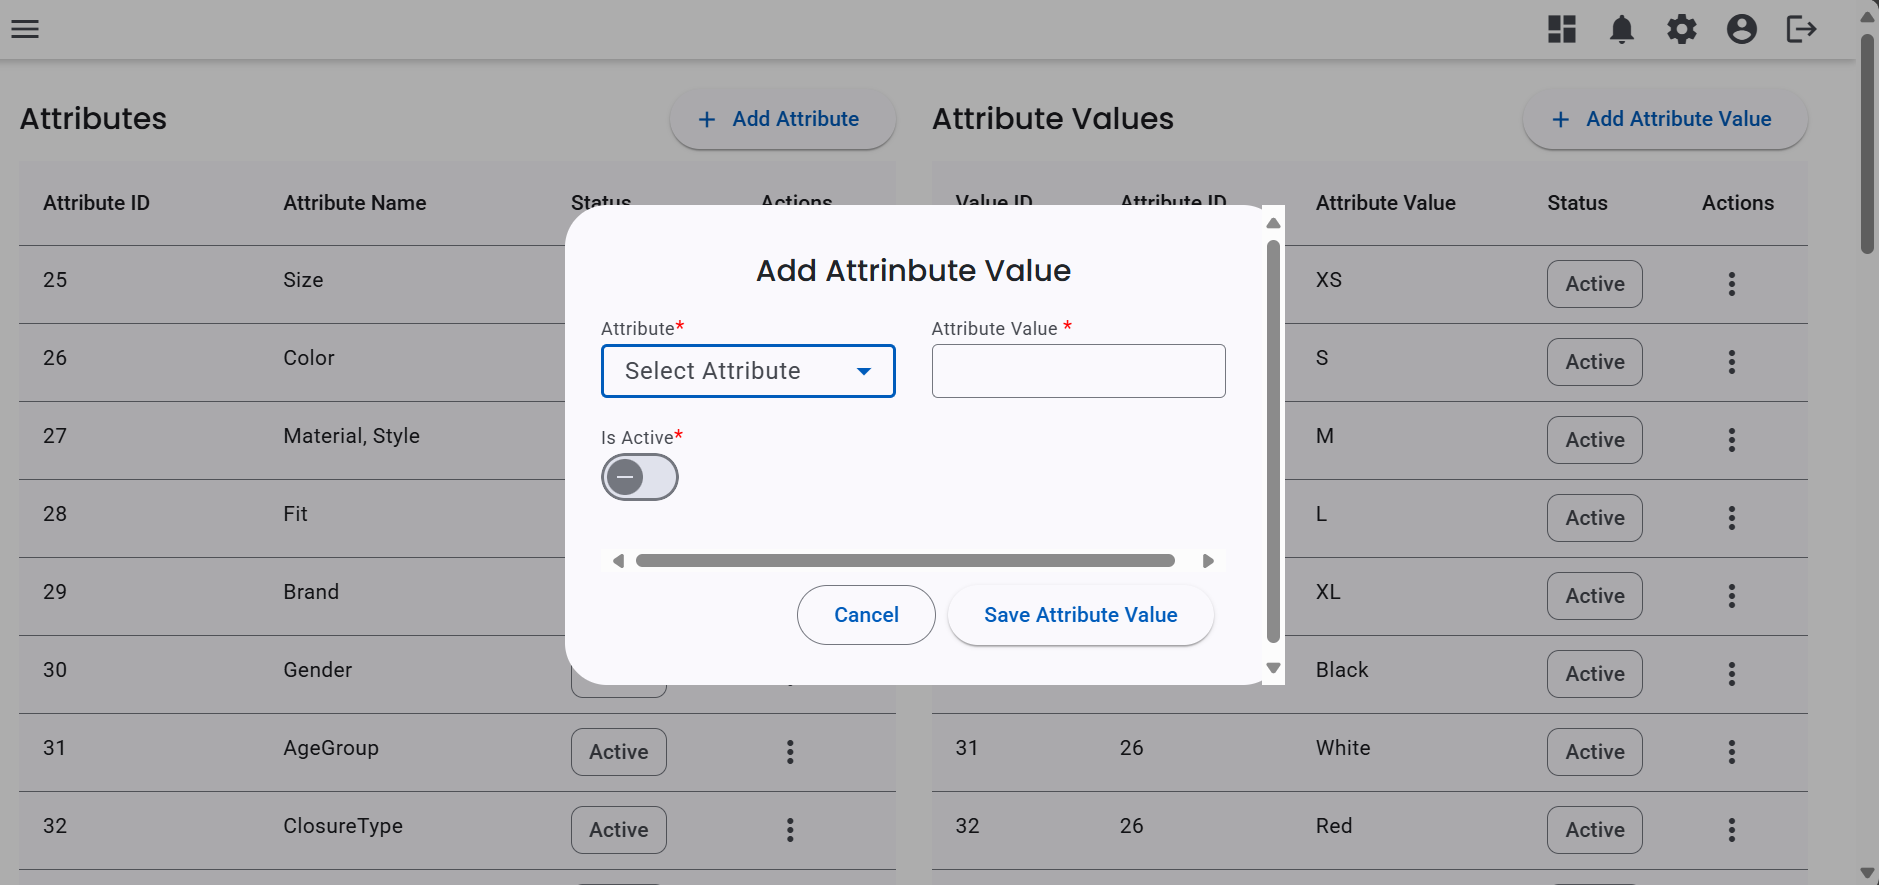 Attributes
+ Add Attribute
Attribute Values
+ Add Attribute Value
Attribute ID Attribute Name Status Actions
Value ID Attribute ID Attribute Value Status Actions
25 Size
XS Active
26 Color
S Active
27 Material, Style
M Active
28 Fit
L Active
29 Brand
XL Active
30 Gender
Black Active
31 AgeGroup Active
31 26 White Active
32 ClosureType Active
32 26 Red Active
Add Attrinbute Value
Attribute*
Attribute Value *
Select Attribute
Is Active*
Cancel
Save Attribute Value